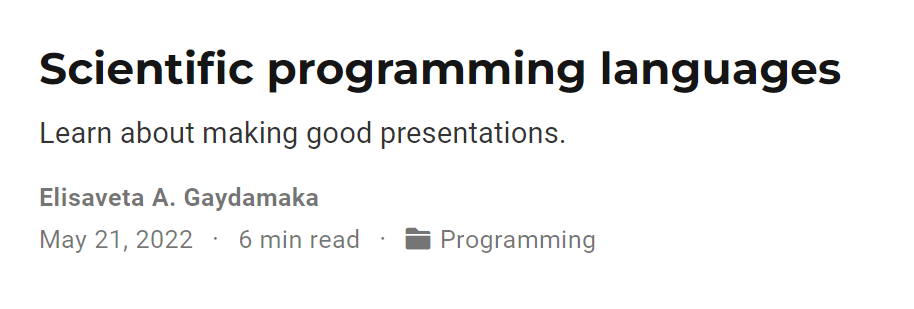 Scientific programming languages
Learn about making good presentations.
Elisaveta A. Gaydamaka
May 21, 2022 · 6 min read · Programming